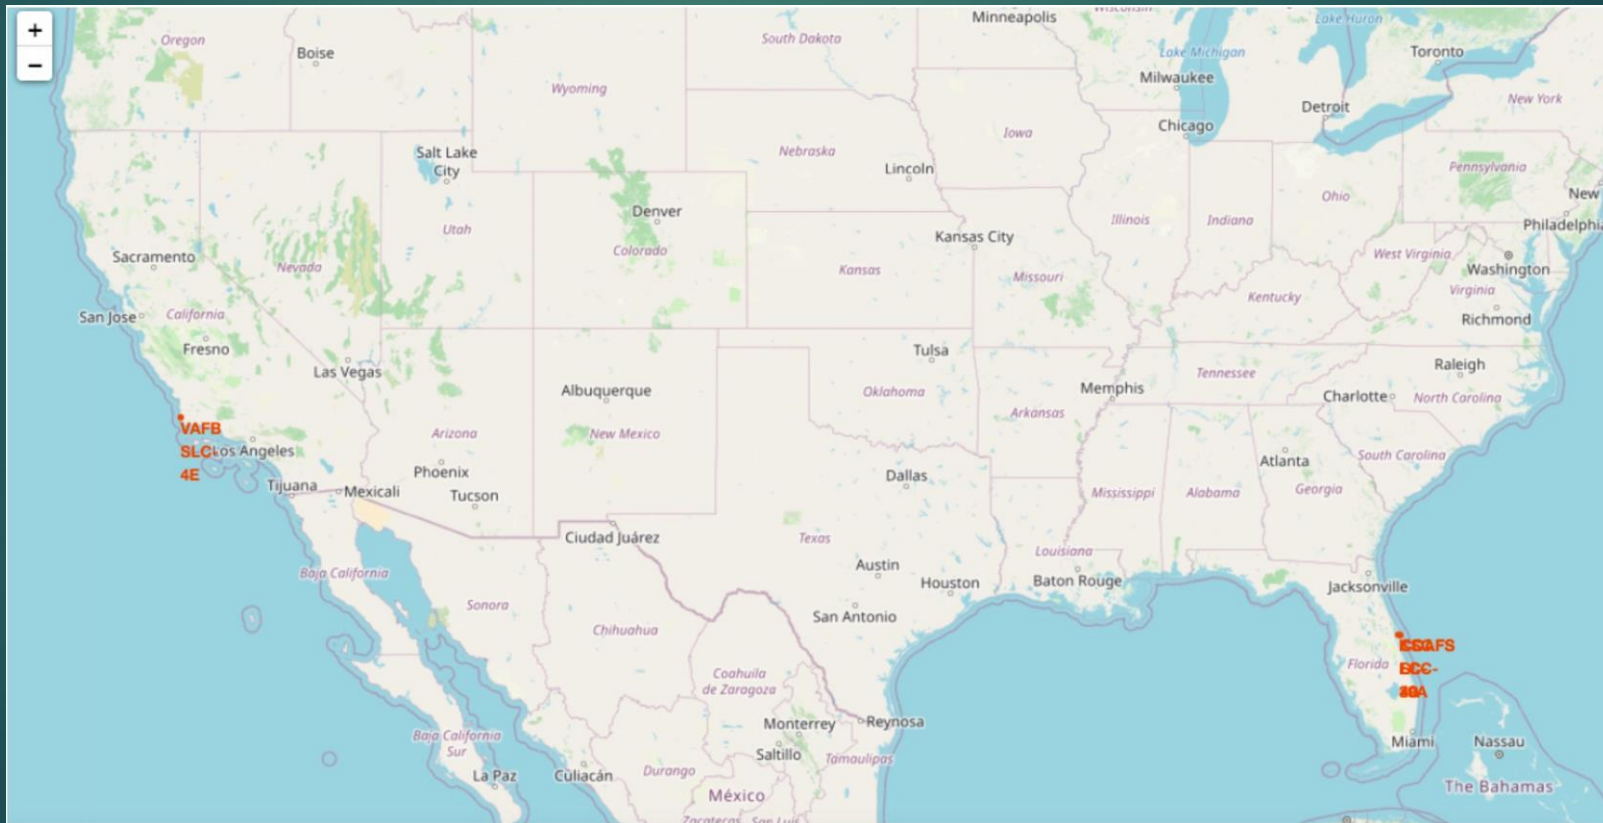 +
−
Oregon
Boise
Wyoming
South Dakota
Minneapolis
Wisconsin
Lake Huron
Lake Michigan
Toronto
Milwaukee
Detroit
New York
Chicago
Iowa
Nebraska
Lincoln
Salt Lake
City
Pennsylvania
Ohio
New
Denver
Utah
Colorado
Illinois
Indiana
Philadelphia
Kansas City
Sacramento
Nevada
Kansas
Missouri
West Virginia
Washington
Virginia
Kentucky
San Jose
California
Richmond
Fresno
Las Vegas
Tulsa
Tennessee
Raleigh
Albuquerque
Oklahoma
Memphis
Charlotte
North Carolina
Arkansas
VAFB
SLC-
4E
Los Angeles
Arizona
New Mexico
South Carolina
Atlanta
Phoenix
Dallas
Tijuana
Mexicali
Tucson
Mississippi
Alabama
Georgia
Ciudad Juárez
Texas
Louisiana
Austin
Houston
Baton Rouge
Jacksonville
Baja California
Sonora
San Antonio
Chihuahua
Florida
Coahuila
de Zaragoza
Monterrey
Reynosa
Baja California
Sur
Saltillo
Tamaulipas
Miami
Nassau
La Paz
Culiacán
Durango
The Bahamas
México
Zacatecas
San Luis